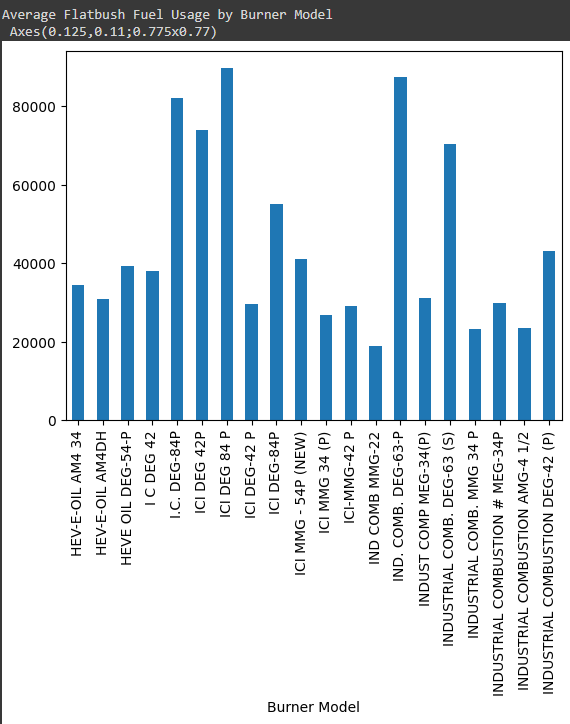 Average Flatbush Fuel Usage by Burner Model
Axes(0.125,0.11;0.775x0.77)
80000
60000
40000
20000
0
HEV-E-OIL AM4 34
HEV-E-OIL AM4DH
HEVE OIL DEG-54-P
I C DEG 42
I.C. DEG-84P
ICI DEG 42P
ICI DEG 84 P
ICI DEG-42 P
ICI DEG-84P
ICI MMG - 54P (NEW)
ICI MMG 34 (P)
ICI-MMG-42 P
IND COMB MMG-22
IND. COMB. DEG-63-P
INDUST COMP MEG-34(P)
INDUSTRIAL COMB. DEG-63 (S)
INDUSTRIAL COMB. MMG 34 P
INDUSTRIAL COMBUSTION # MEG-34P
INDUSTRIAL COMBUSTION AMG-4 1/2
INDUSTRIAL COMBUSTION DEG-42 (P)
Burner Model